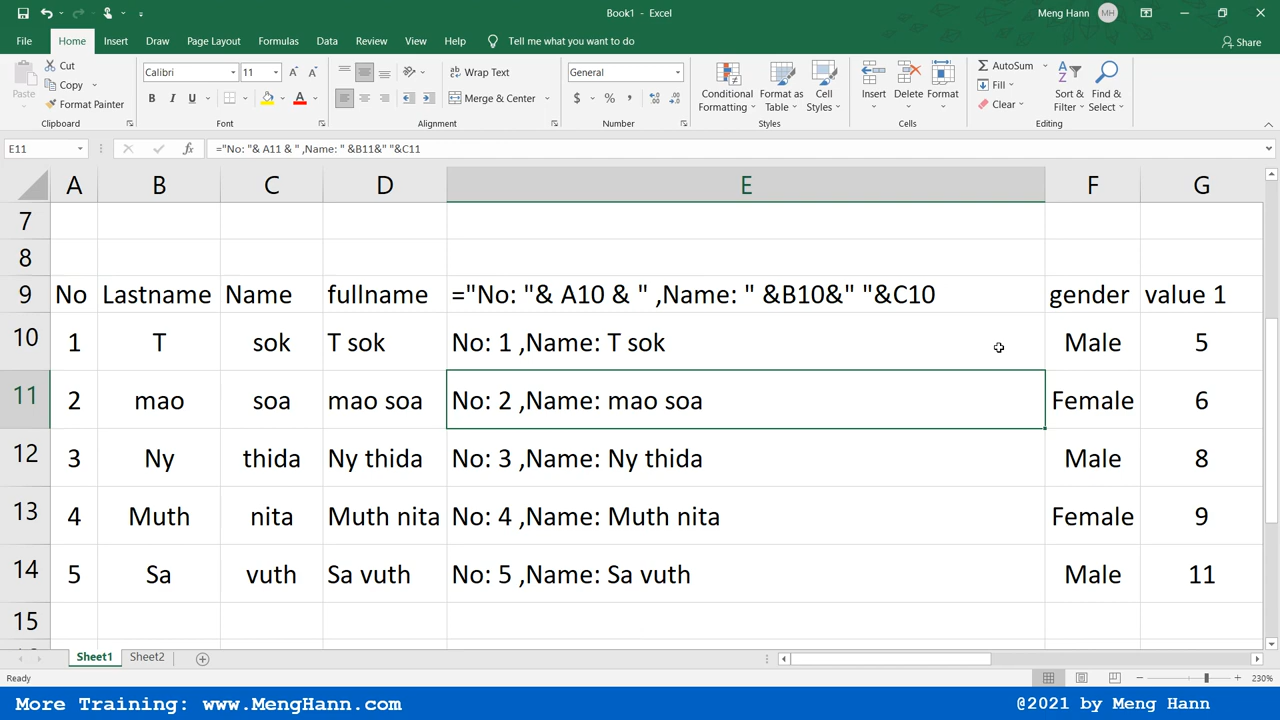 Book1 - Excel
Meng Hann MH
File Home Insert Draw Page Layout Formulas Data Review View Help Tell me what you want to do Share
Paste Cut Copy Format Painter Clipboard
Calibri 11 B I U A Font
Wrap Text Merge & Center Alignment
General $ % , Number
Conditional Formatting Format as Table Cell Styles Styles
Insert Delete Format Cells
AutoSum Fill Clear Sort & Filter Find & Select Editing
E11 fx ="No: "& A11 & " ,Name: " &B11&" "&C11
A B C D E F G
7
8
9 No Lastname Name fullname ="No: "& A10 & " ,Name: " &B10&" "&C10 gender value 1
10 1 T sok T sok No: 1 ,Name: T sok Male 5
11 2 mao soa mao soa No: 2 ,Name: mao soa Female 6
12 3 Ny thida Ny thida No: 3 ,Name: Ny thida Male 8
13 4 Muth nita Muth nita No: 4 ,Name: Muth nita Female 9
14 5 Sa vuth Sa vuth No: 5 ,Name: Sa vuth Male 11
15
Sheet1 Sheet2
Ready 230%
More Training: www.MengHann.com @2021 by Meng Hann